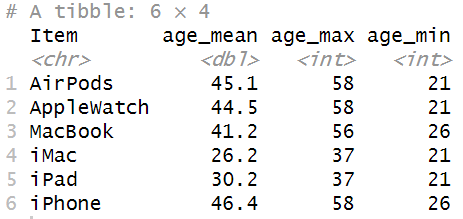 # A tibble: 6 × 4
Item age_mean age_max age_min
<chr> <dbl> <int> <int>
1 AirPods 45.1 58 21
2 AppleWatch 44.5 58 21
3 MacBook 41.2 56 26
4 iMac 26.2 37 21
5 iPad 30.2 37 21
6 iPhone 46.4 58 26